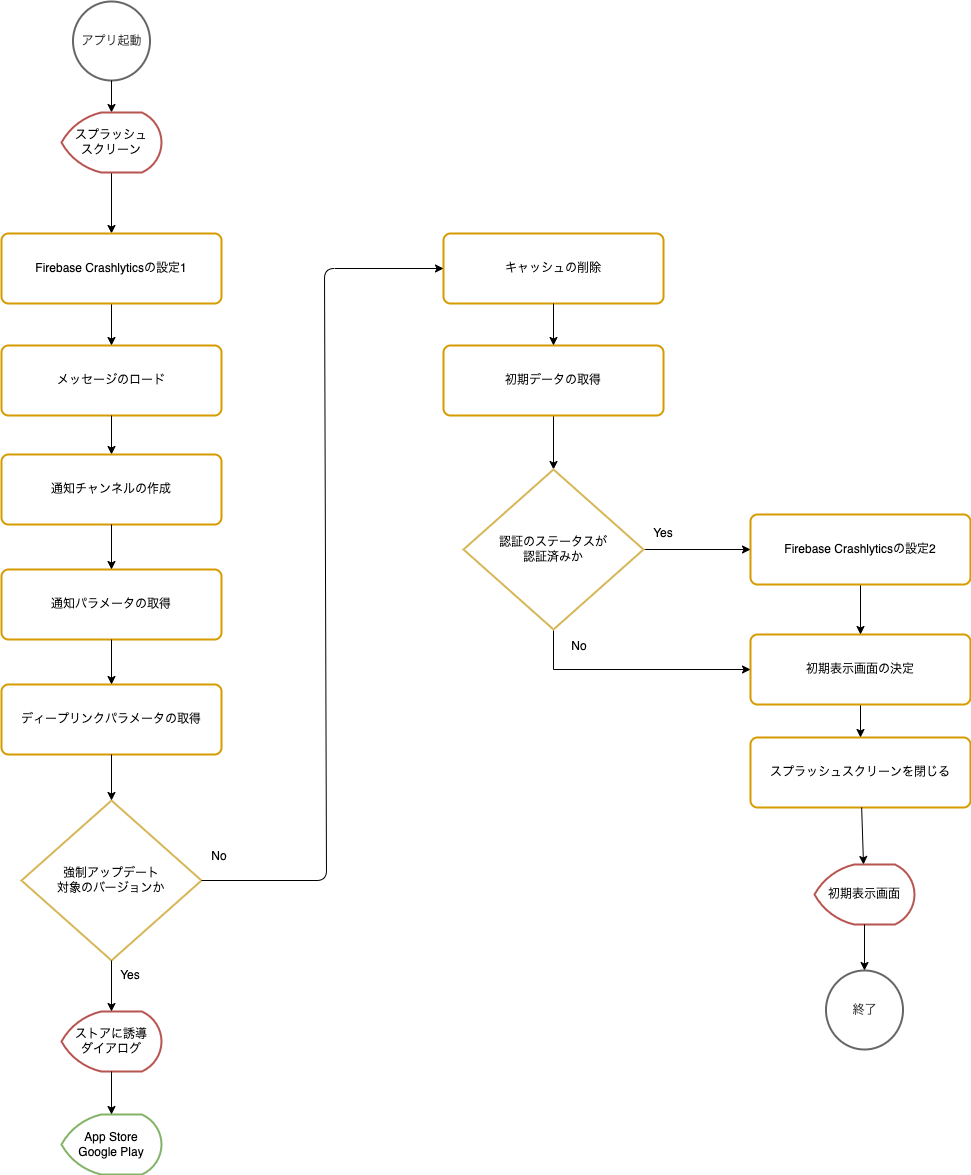 アプリ起動
スプラッシュ
スクリーン
Firebase Crashlyticsの設定1
メッセージのロード
通知チャンネルの作成
通知パラメータの取得
ディープリンクパラメータの取得
強制アップデート
対象のバージョンか
No
Yes
ストアに誘導
ダイアログ
App Store
Google Play
キャッシュの削除
初期データの取得
認証のステータスが
認証済みか
Yes
No
Firebase Crashlyticsの設定2
初期表示画面の決定
スプラッシュスクリーンを閉じる
初期表示画面
終了